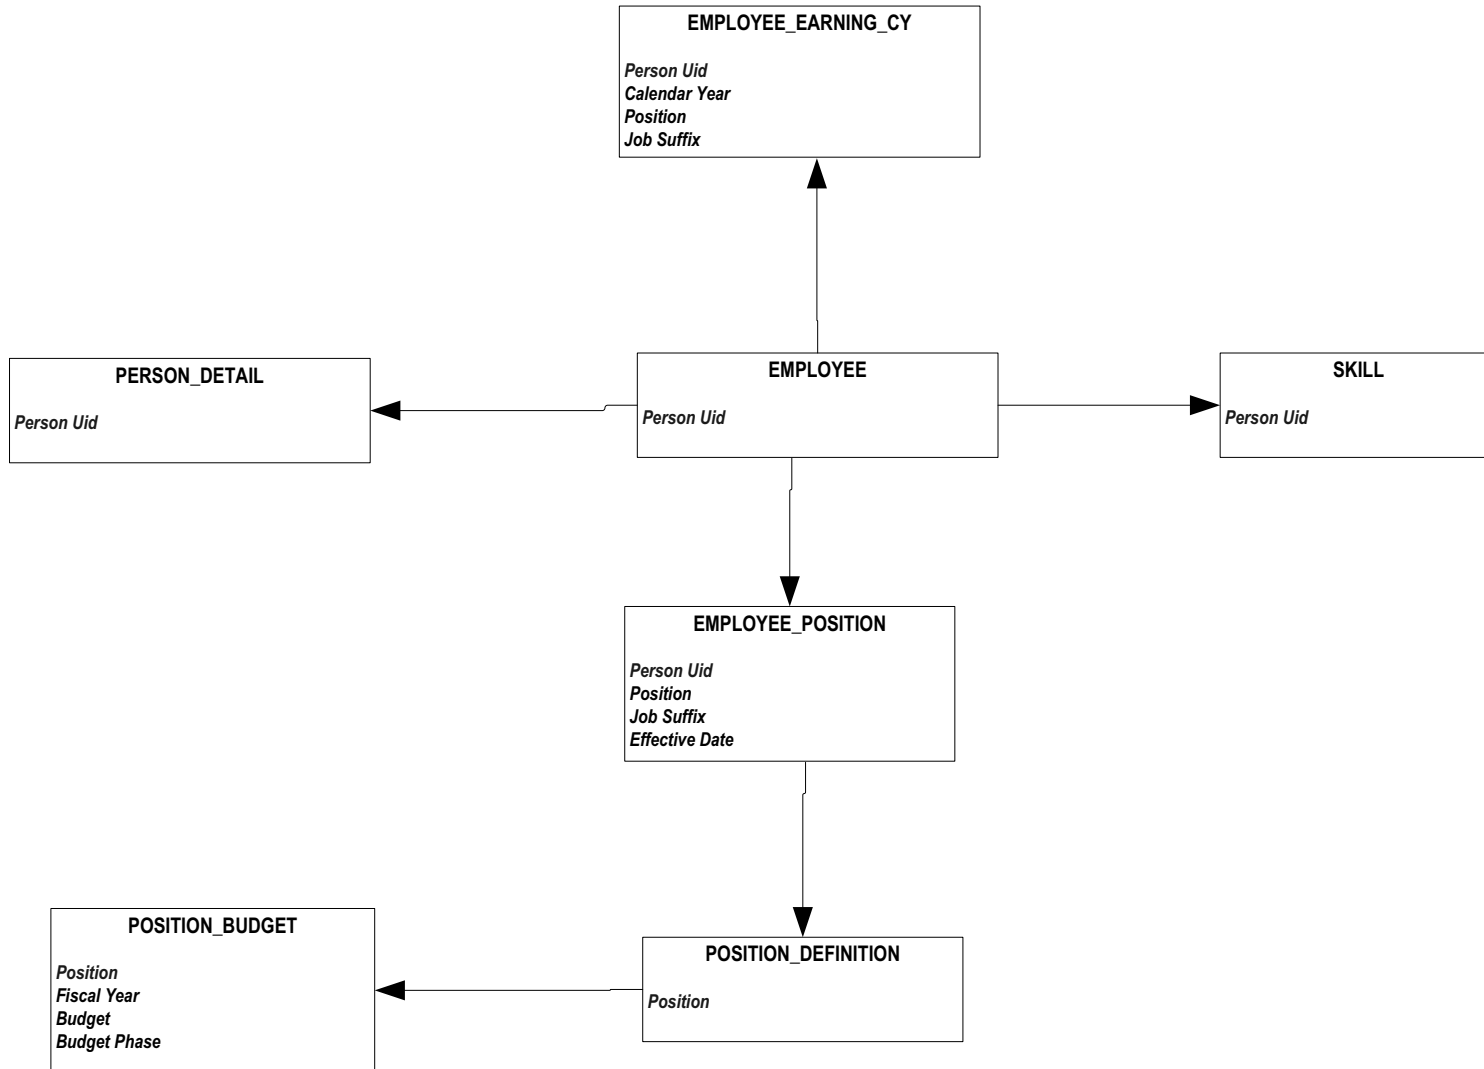 EMPLOYEE_EARNING_CY
Person Uid
Calendar Year
Position
Job Suffix
PERSON_DETAIL
Person Uid
EMPLOYEE
Person Uid
SKILL
Person Uid
EMPLOYEE_POSITION
Person Uid
Position
Job Suffix
Effective Date
POSITION_BUDGET
Position
Fiscal Year
Budget
Budget Phase
POSITION_DEFINITION
Position